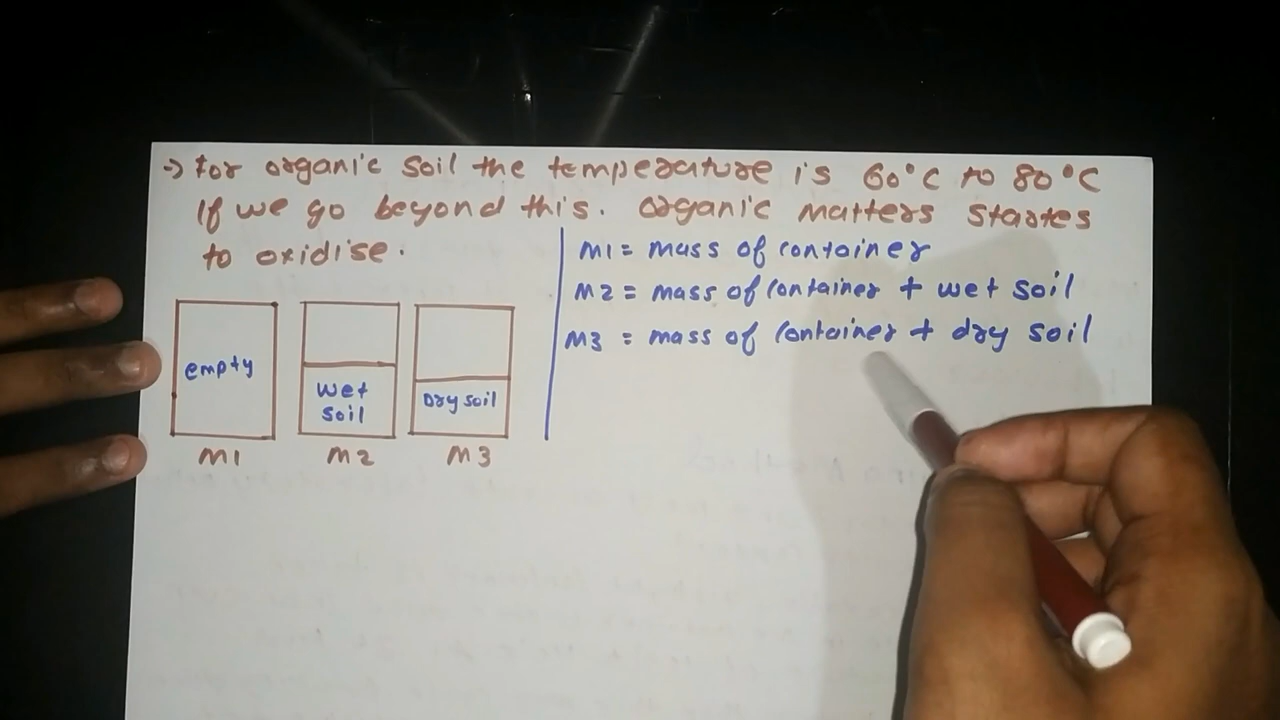 → For organic soil the temperature is 60°C to 80°C
If we go beyond this. Organic matters startes
to oxidise.
M1 = mass of container
M2 = mass of container + wet soil
M3 = mass of container + dry soil
empty
wet
soil
Dry soil
M1 M2 M3